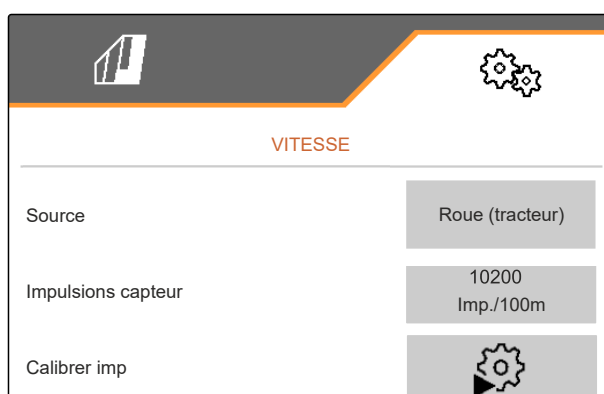 VITESSE
Source
Roue (tracteur)
Impulsions capteur
10200
Imp./100m
Calibrer imp